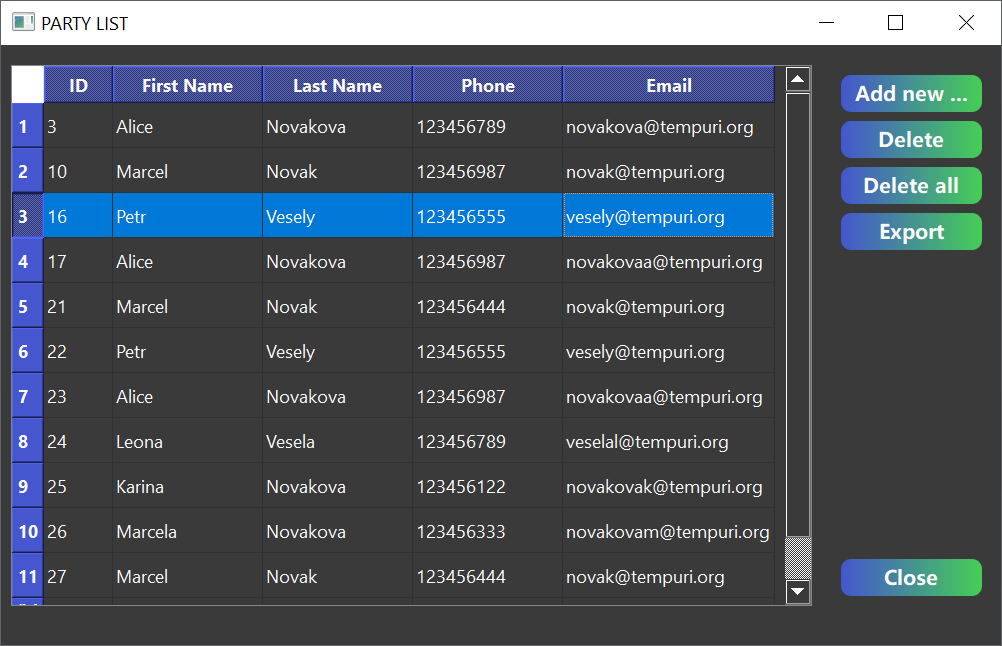 PARTY LIST
ID First Name Last Name Phone Email
1 3 Alice Novakova 123456789 novakova@tempuri.org
2 10 Marcel Novak 123456987 novak@tempuri.org
3 16 Petr Vesely 123456555 vesely@tempuri.org
4 17 Alice Novakova 123456987 novakovaa@tempuri.org
5 21 Marcel Novak 123456444 novak@tempuri.org
6 22 Petr Vesely 123456555 vesely@tempuri.org
7 23 Alice Novakova 123456987 novakovaa@tempuri.org
8 24 Leona Vesela 123456789 veselal@tempuri.org
9 25 Karina Novakova 123456122 novakovak@tempuri.org
10 26 Marcela Novakova 123456333 novakovam@tempuri.org
11 27 Marcel Novak 123456444 novak@tempuri.org
Add new ...
Delete
Delete all
Export
Close